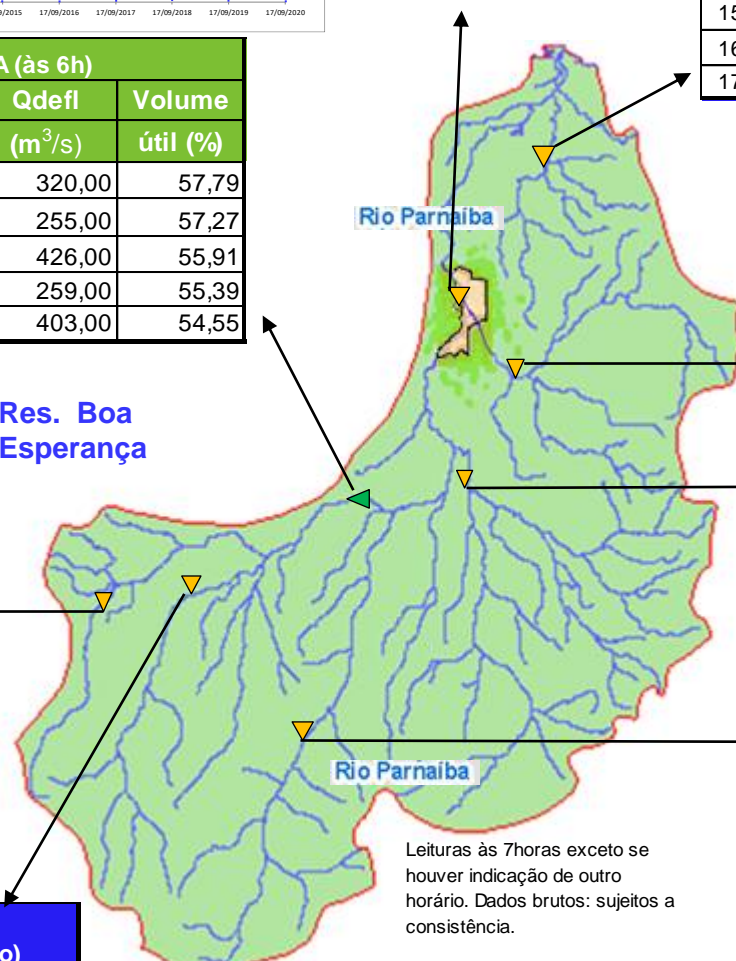 17/09/2016 17/09/2017 17/09/2018 17/09/2019 17/09/2020
15
16
17
(às 6h)
Qdefl Volume
(m³/s) útil (%)
320,00 57,79
255,00 57,27
426,00 55,91
259,00 55,39
403,00 54,55
Rio Parnaíba
Res. Boa
Esperança
Rio Parnaíba
Leituras às 7horas exceto se
houver indicação de outro
horário. Dados brutos: sujeitos a
consistência.